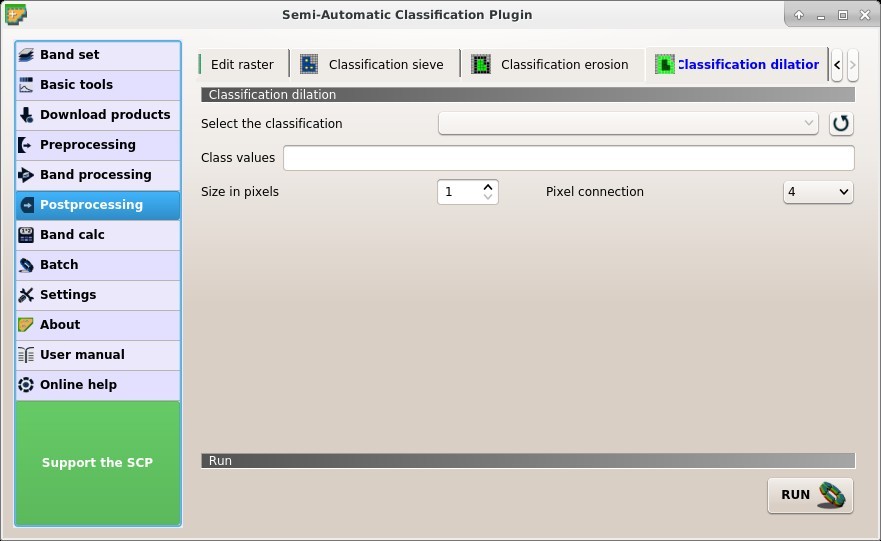 Semi-Automatic Classification Plugin
Band set
Basic tools
Download products
Preprocessing
Band processing
Postprocessing
Band calc
Batch
Settings
About
User manual
Online help
Support the SCP
Edit raster
Classification sieve
Classification erosion
Classification dilation
Classification dilation
Select the classification
Class values
Size in pixels 1 Pixel connection 4
Run
RUN